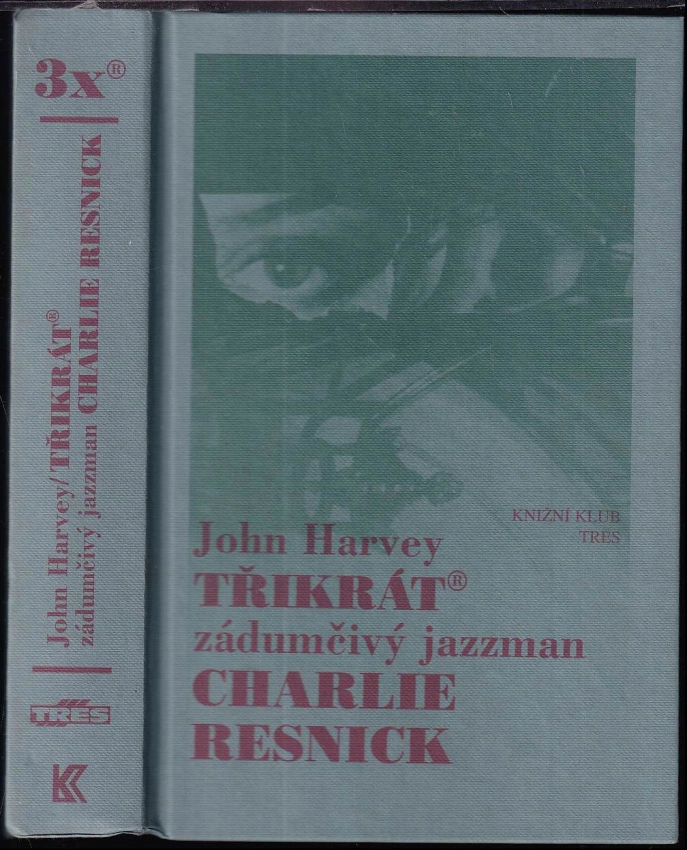 3x®
John Harvey/TŘIKRÁT®
zádumčivý jazzman CHARLIE RESNICK
TRES
K
KNIŽNÍ KLUB
TRES
John Harvey
TŘIKRÁT®
zádumčivý jazzman
CHARLIE
RESNICK